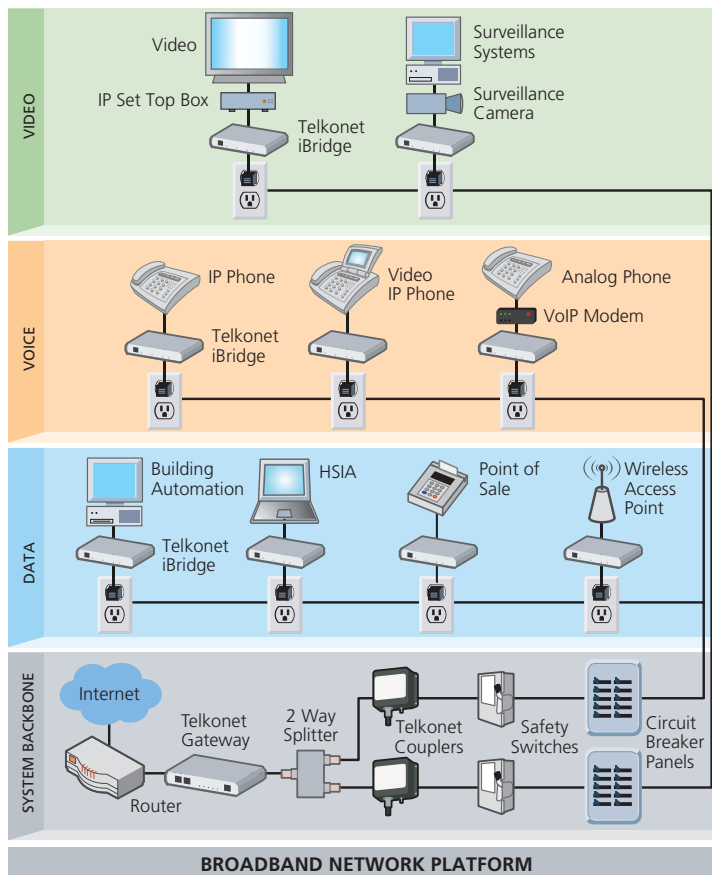 VIDEO
Video
IP Set Top Box
Telkonet
iBridge
Surveillance
Systems
Surveillance
Camera
VOICE
IP Phone
Telkonet
iBridge
Video
IP Phone
Analog Phone
VoIP Modem
DATA
Building
Automation
Telkonet
iBridge
HSIA
Point of
Sale
Wireless
Access
Point
SYSTEM BACKBONE
Internet
Router
Telkonet
Gateway
2 Way
Splitter
Telkonet
Couplers
Safety
Switches
Circuit
Breaker
Panels
BROADBAND NETWORK PLATFORM